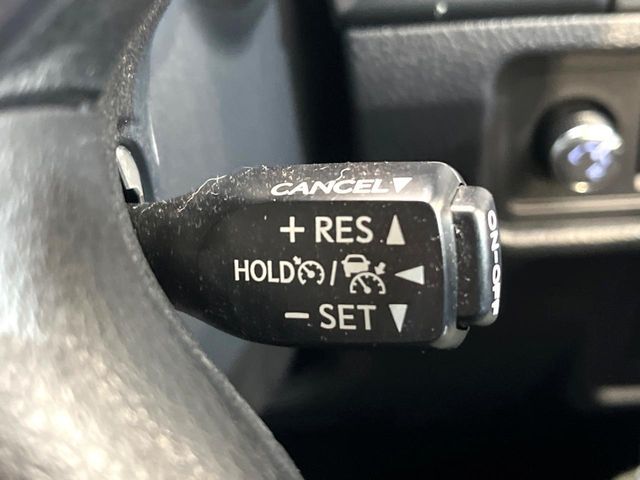 CANCEL▼
+ RES ▲
HOLD / ◀
- SET ▼
ON-OFF